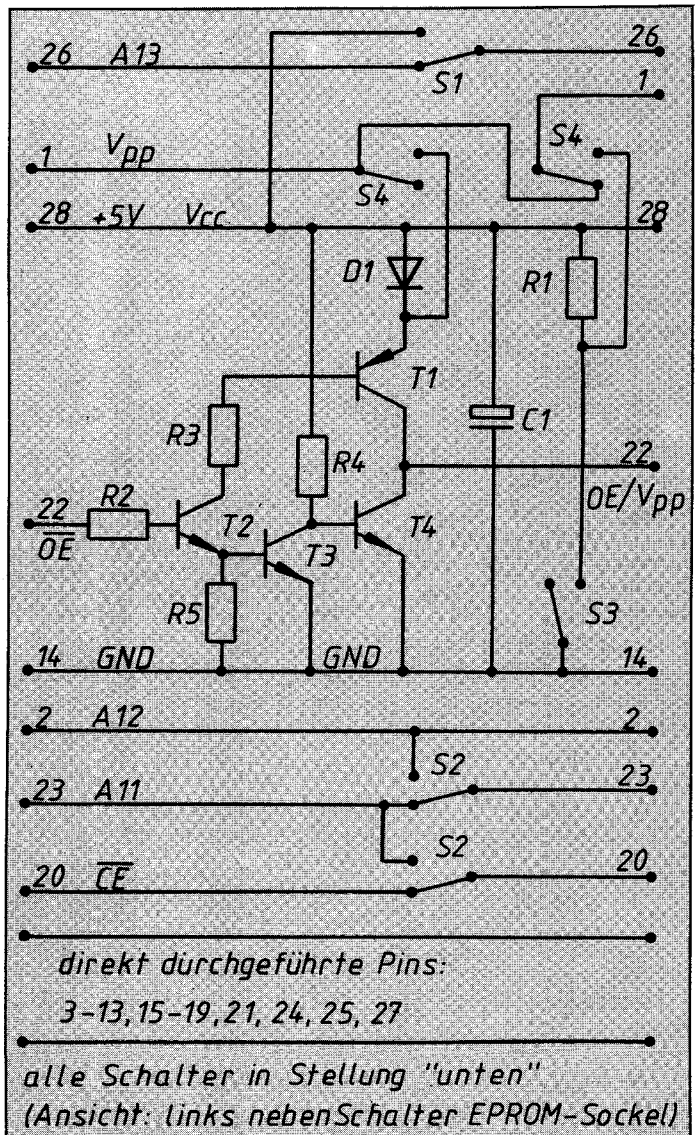 26 A13 26
S1
1
1 Vpp S4
S4
28 +5V Vcc 28
D1 R1
T1
R3 R4 C1
22
22 R2 OE/Vpp
OE T2 T3 T4
R5 S3
14 GND GND 14
2 A12 2
S2
23 A11 23
S2
20 CE 20
direkt durchgeführte Pins:
3-13, 15-19, 21, 24, 25, 27
alle Schalter in Stellung "unten"
(Ansicht: links neben Schalter EPROM-Sockel)